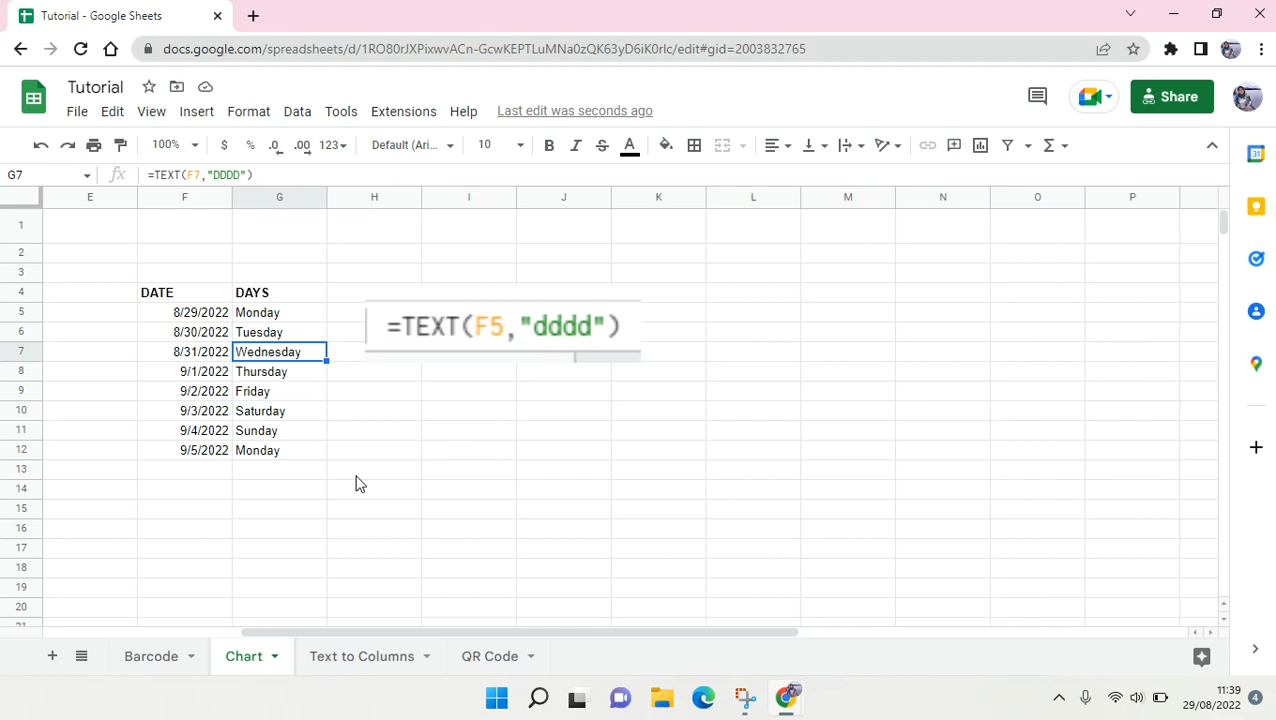 Tutorial - Google Sheets
docs.google.com/spreadsheets/d/1RO80rJXPixwvACn-GcwKEPTLuMNa0zQK63yD6iK0rlc/edit#gid=2003832765
Tutorial
File Edit View Insert Format Data Tools Extensions Help Last edit was seconds ago
Share
100% $ % .0 .00 123 Default (Ari... 10 B I S A
G7 fx =TEXT(F7,"DDDD")
E F G H I J K L M N O P
1
2
3
4 DATE DAYS
5 8/29/2022 Monday
=TEXT(F5,"dddd")
6 8/30/2022 Tuesday
7 8/31/2022 Wednesday
8 9/1/2022 Thursday
9 9/2/2022 Friday
10 9/3/2022 Saturday
11 9/4/2022 Sunday
12 9/5/2022 Monday
13
14
15
16
17
18
19
20
21
Barcode Chart Text to Columns QR Code
11:39
29/08/2022
4